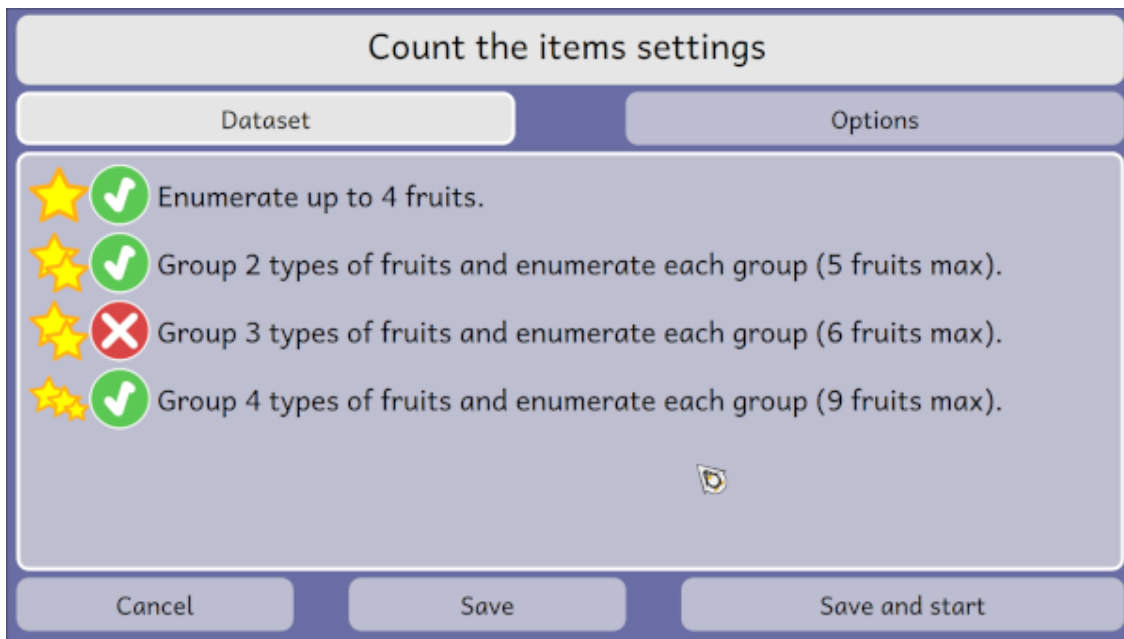 Count the items settings
Dataset
Options
Enumerate up to 4 fruits.
Group 2 types of fruits and enumerate each group (5 fruits max).
Group 3 types of fruits and enumerate each group (6 fruits max).
Group 4 types of fruits and enumerate each group (9 fruits max).
Cancel
Save
Save and start